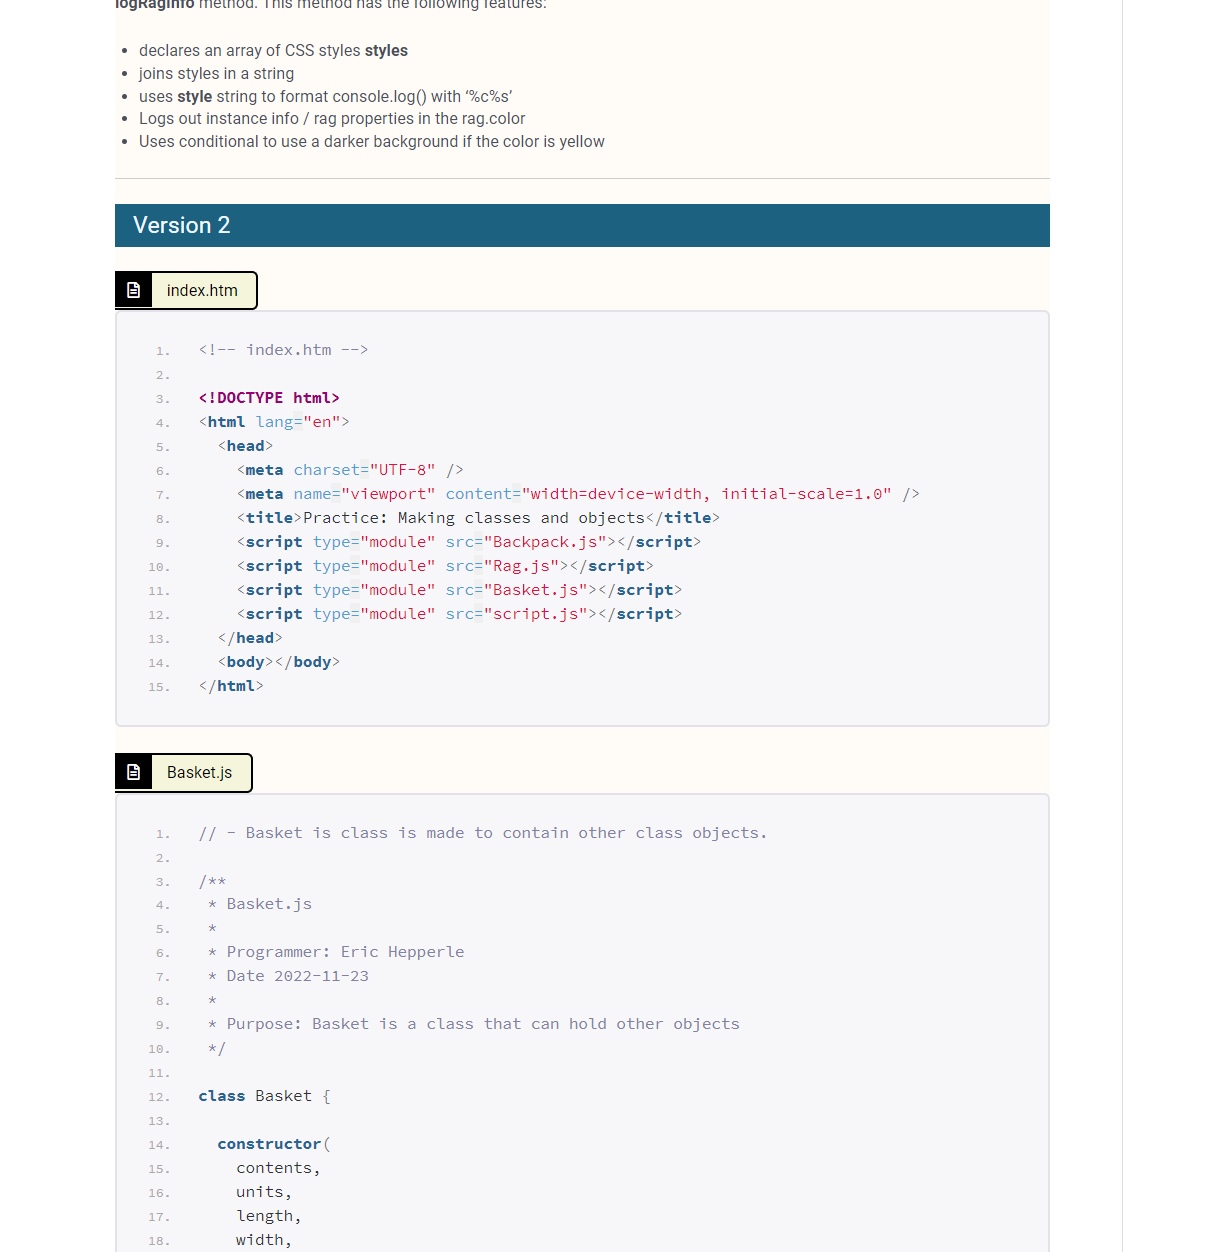 logRagInfo method. This method has the following features:
• declares an array of CSS styles styles
• joins styles in a string
• uses style string to format console.log() with ‘%c%s’
• Logs out instance info / rag properties in the rag.color
• Uses conditional to use a darker background if the color is yellow
Version 2
index.htm
1. <!-- index.htm -->
2.
3. <!DOCTYPE html>
4. <html lang="en">
5.   <head>
6.     <meta charset="UTF-8" />
7.     <meta name="viewport" content="width=device-width, initial-scale=1.0" />
8.     <title>Practice: Making classes and objects</title>
9.     <script type="module" src="Backpack.js"></script>
10.     <script type="module" src="Rag.js"></script>
11.     <script type="module" src="Basket.js"></script>
12.     <script type="module" src="script.js"></script>
13.   </head>
14.   <body></body>
15. </html>
Basket.js
1. // - Basket is class is made to contain other class objects.
2.
3. /**
4.  * Basket.js
5.  *
6.  * Programmer: Eric Hepperle
7.  * Date 2022-11-23
8.  *
9.  * Purpose: Basket is a class that can hold other objects
10.  */
11.
12. class Basket {
13.
14.   constructor(
15.     contents,
16.     units,
17.     length,
18.     width,